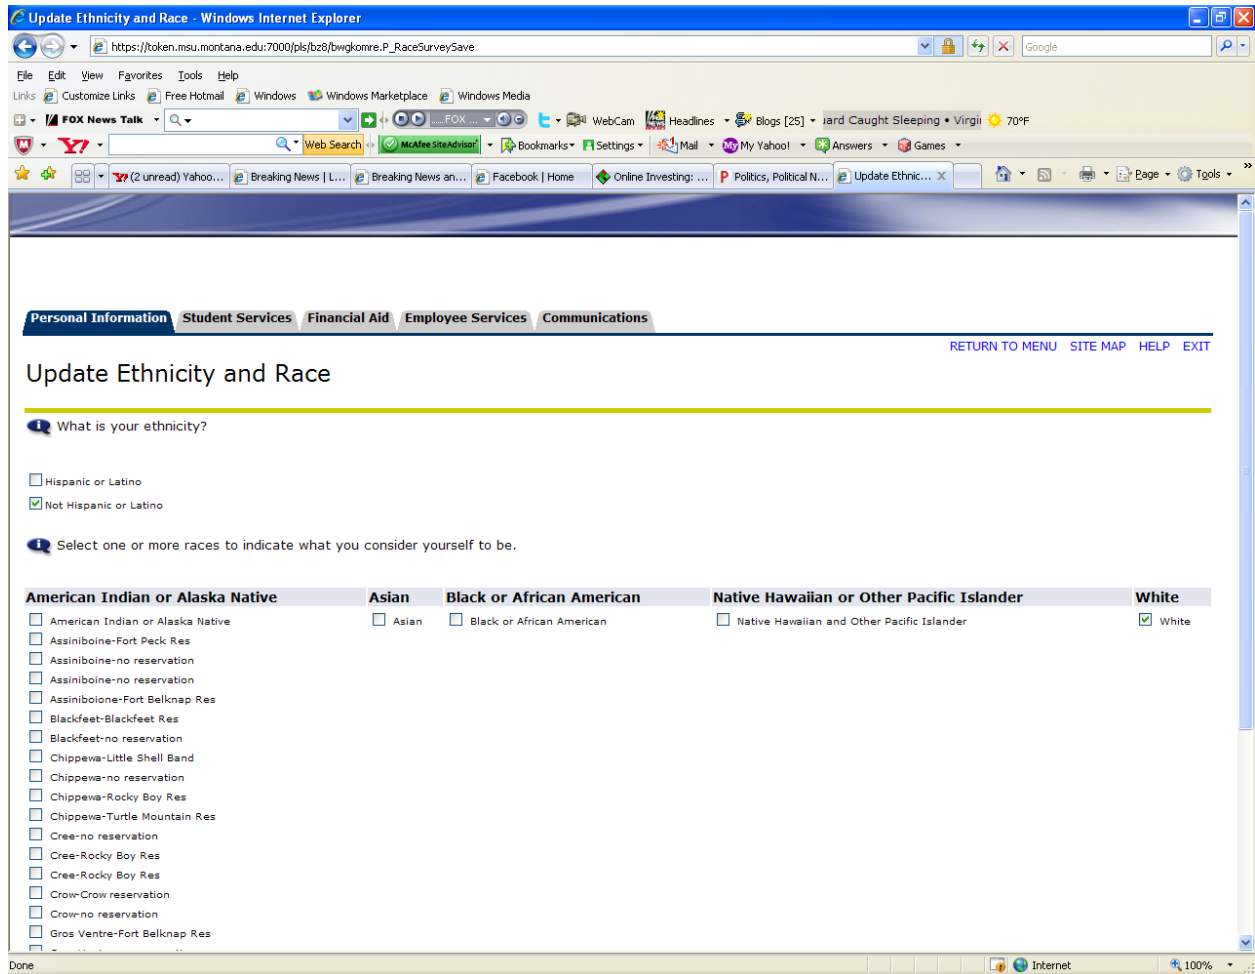 Update Ethnicity and Race - Windows Internet Explorer
https://token.msu.montana.edu:7000/pls/bz8/bwgkomre.P_RaceSurveySave Google
File Edit View Favorites Tools Help
Links Customize Links Free Hotmail Windows Windows Marketplace Windows Media
FOX News Talk ....FOX ... WebCam Headlines Blogs [25] ard Caught Sleeping • Virgi 70°F
Web Search McAfee SiteAdvisor Bookmarks Settings Mail My Yahoo! Answers Games
(2 unread) Yahoo... Breaking News | L... Breaking News an... Facebook | Home Online Investing: ... Politics, Political N... Update Ethnic... X Page Tools »
Personal Information Student Services Financial Aid Employee Services Communications
RETURN TO MENU SITE MAP HELP EXIT
Update Ethnicity and Race
What is your ethnicity?
Hispanic or Latino
Not Hispanic or Latino
Select one or more races to indicate what you consider yourself to be.
American Indian or Alaska Native Asian Black or African American Native Hawaiian or Other Pacific Islander White
American Indian or Alaska Native Asian Black or African American Native Hawaiian and Other Pacific Islander White
Assiniboine-Fort Peck Res
Assiniboine-no reservation
Assiniboine-no reservation
Assiniboione-Fort Belknap Res
Blackfeet-Blackfeet Res
Blackfeet-no reservation
Chippewa-Little Shell Band
Chippewa-no reservation
Chippewa-Rocky Boy Res
Chippewa-Turtle Mountain Res
Cree-no reservation
Cree-Rocky Boy Res
Cree-Rocky Boy Res
Crow-Crow reservation
Crow-no reservation
Gros Ventre-Fort Belknap Res
Done Internet 100%